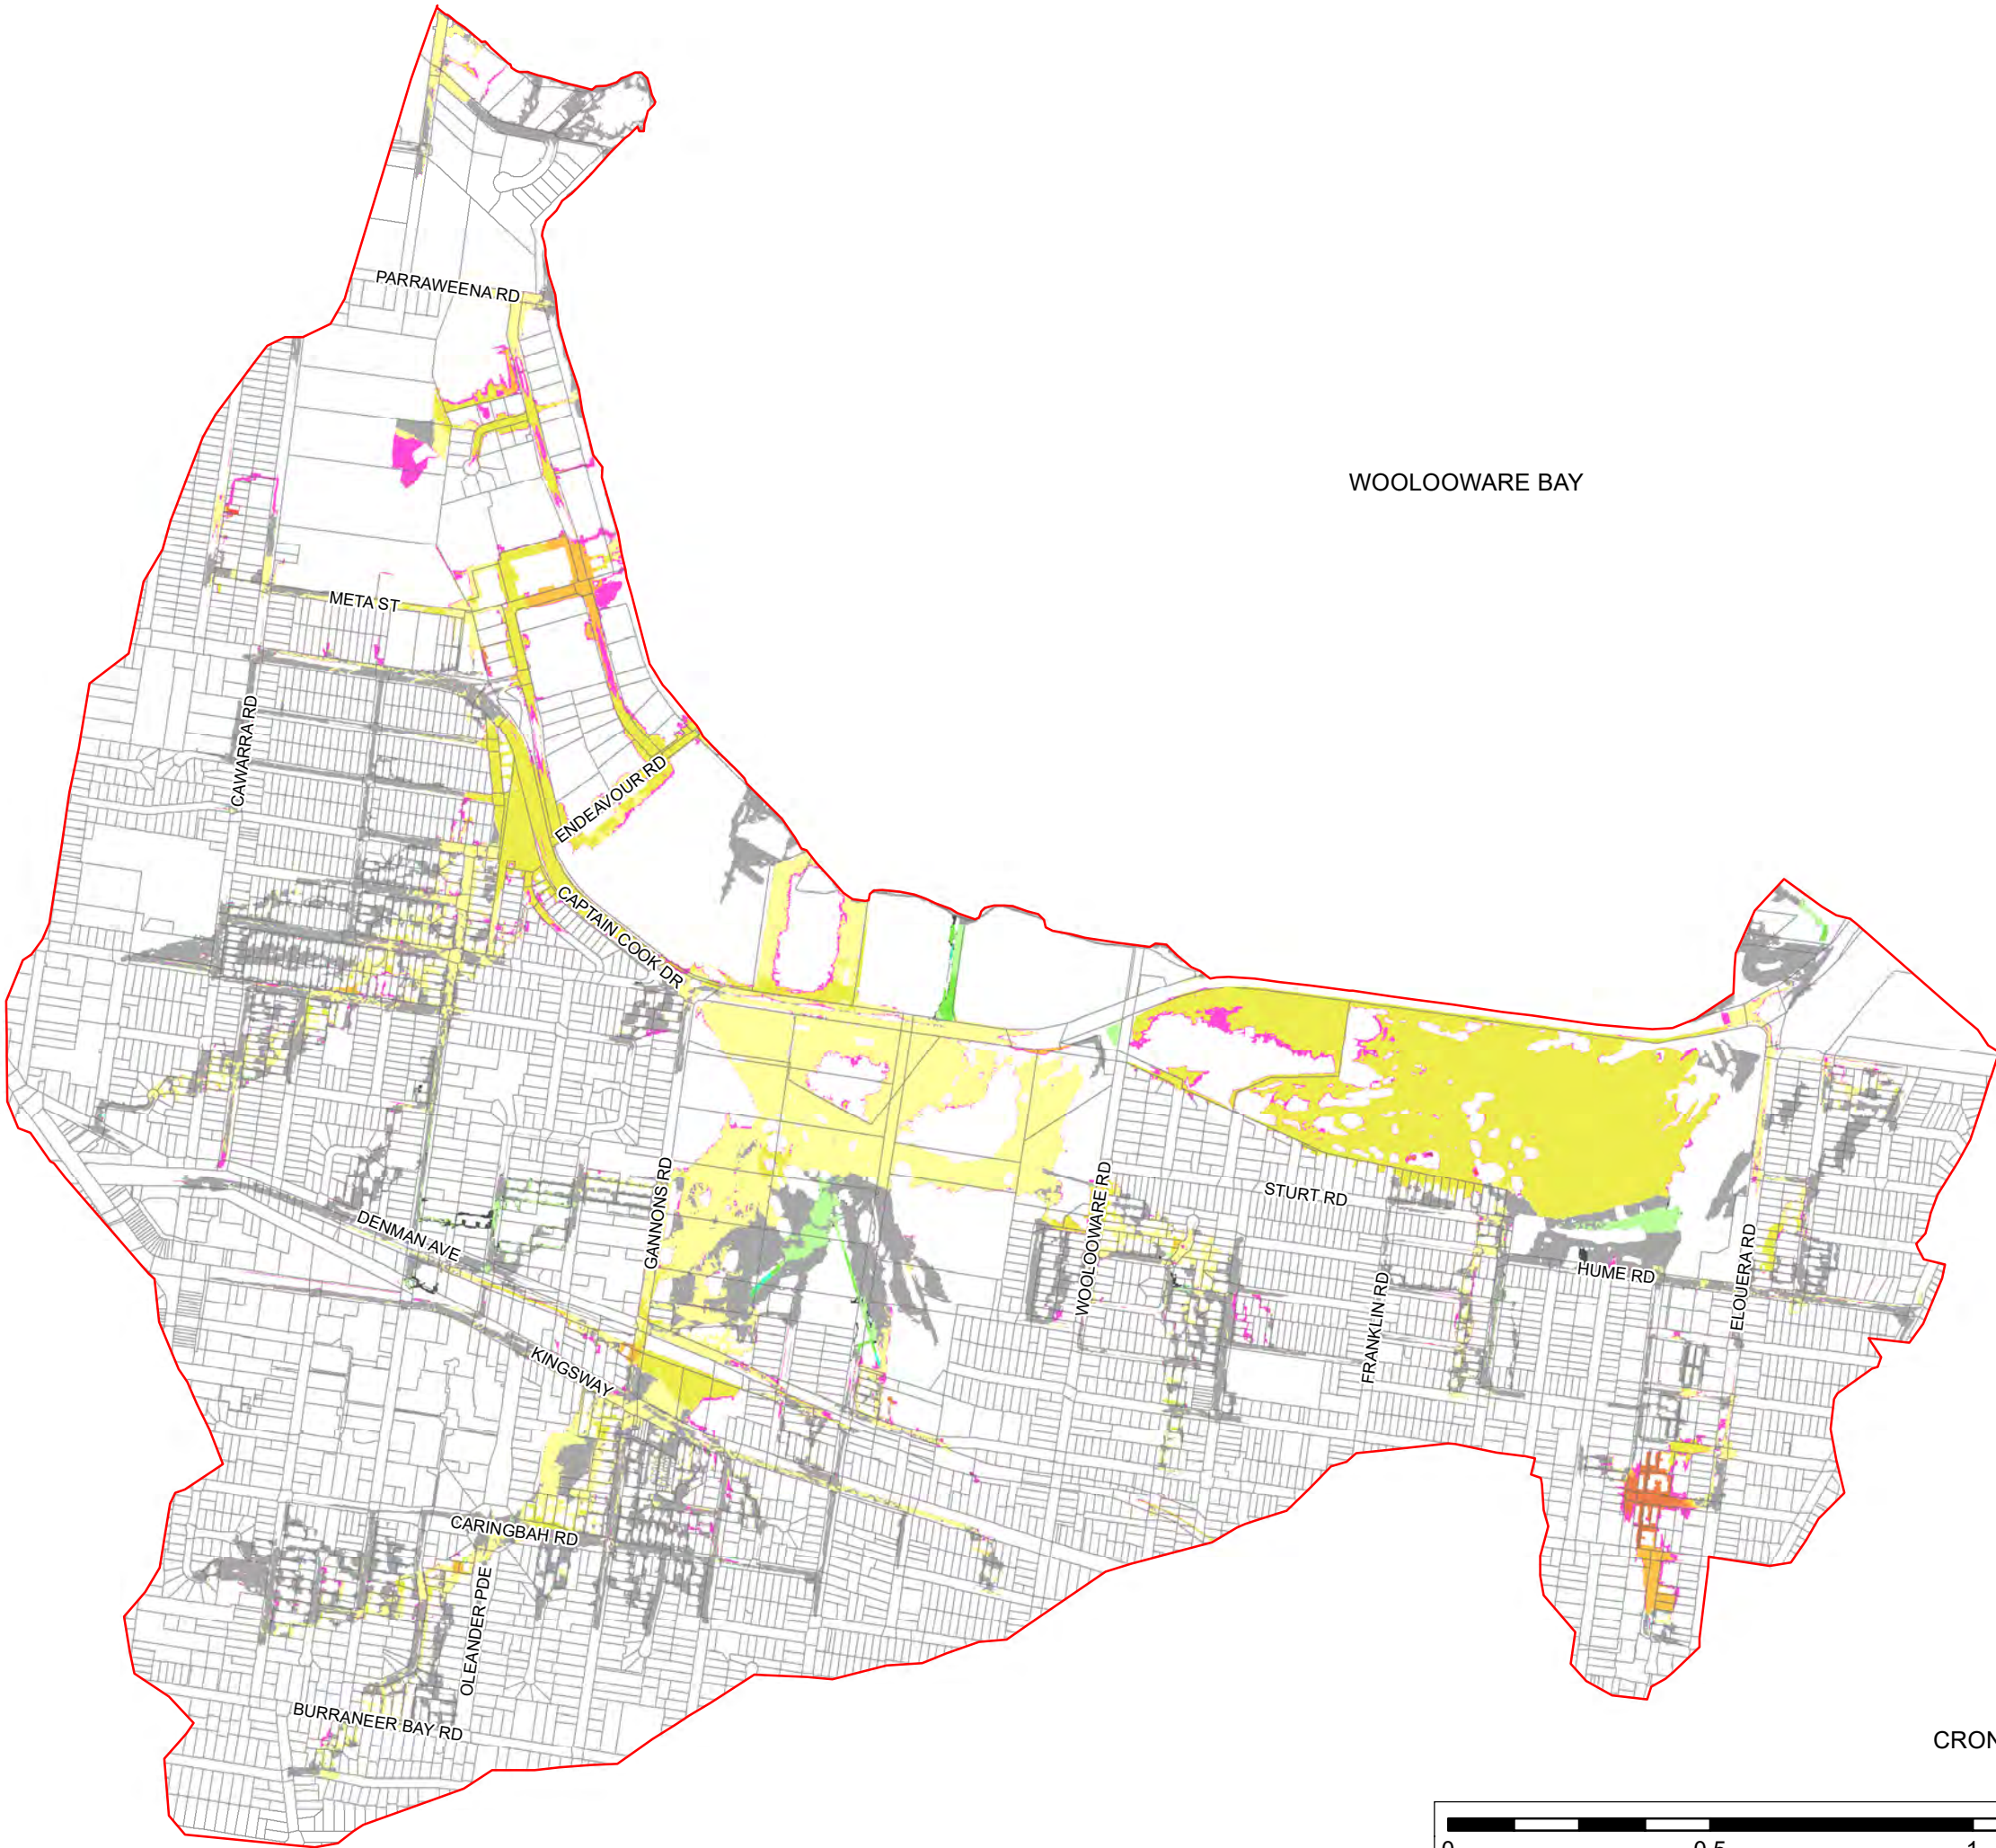 PARRAWEENA RD
WOOLOOWARE BAY
META ST
CAWARRA RD
ENDEAVOUR RD
CAPTAIN COOK DR
STURT RD
GANNONS RD
WOOLOOWARE RD
DENMAN AVE
HUME RD
ELOUERA RD
FRANKLIN RD
KINGSWAY
CARINGBAH RD
OLEANDER PDE
BURRANEER BAY RD
CRON
0 0.5 1